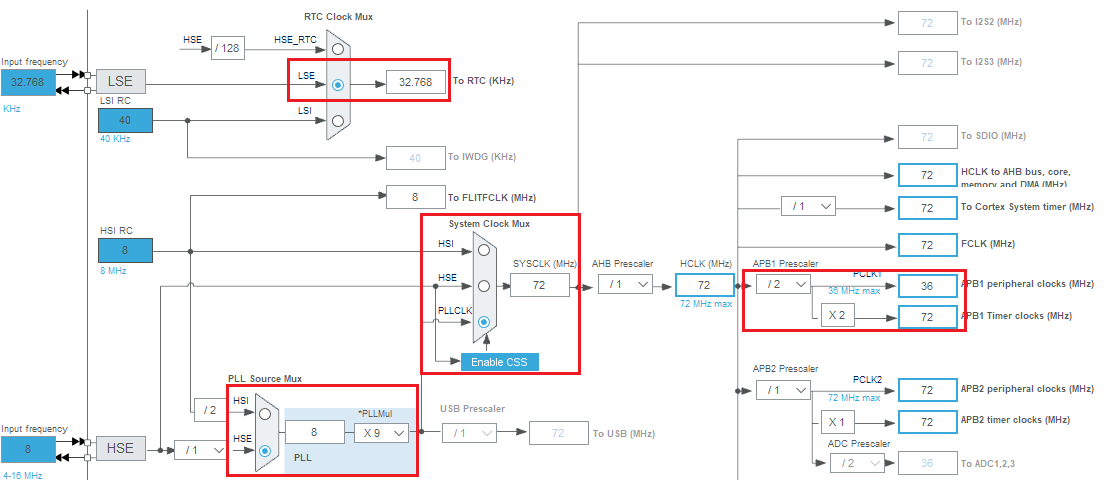 RTC Clock Mux
HSE
/ 128
HSE_RTC
72
To I2S2 (MHz)
Input frequency
32.768
KHz
LSE
LSE
32.768
To RTC (KHz)
72
To I2S3 (MHz)
LSI RC
40
40 KHz
LSI
40
To IWDG (KHz)
72
To SDIO (MHz)
72
HCLK to AHB bus, core,
memory and DMA (MHz)
8
To FLITFCLK (MHz)
/ 1
72
To Cortex System timer (MHz)
HSI RC
8
8 MHz
System Clock Mux
HSI
HSE
PLLCLK
SYSCLK (MHz)
72
Enable CSS
AHB Prescaler
/ 1
HCLK (MHz)
72
72 MHz max
72
FCLK (MHz)
APB1 Prescaler
/ 2
PCLK1
36 MHz max
36
APB1 peripheral clocks (MHz)
X 2
72
APB1 Timer clocks (MHz)
PLL Source Mux
/ 2
HSI
HSE
*PLLMul
8
X 9
PLL
USB Prescaler
/ 1
72
To USB (MHz)
APB2 Prescaler
/ 1
PCLK2
72 MHz max
72
APB2 peripheral clocks (MHz)
X 1
72
APB2 timer clocks (MHz)
ADC Prescaler
/ 2
36
To ADC1,2,3
Input frequency
8
4-16 MHz
HSE
/ 1